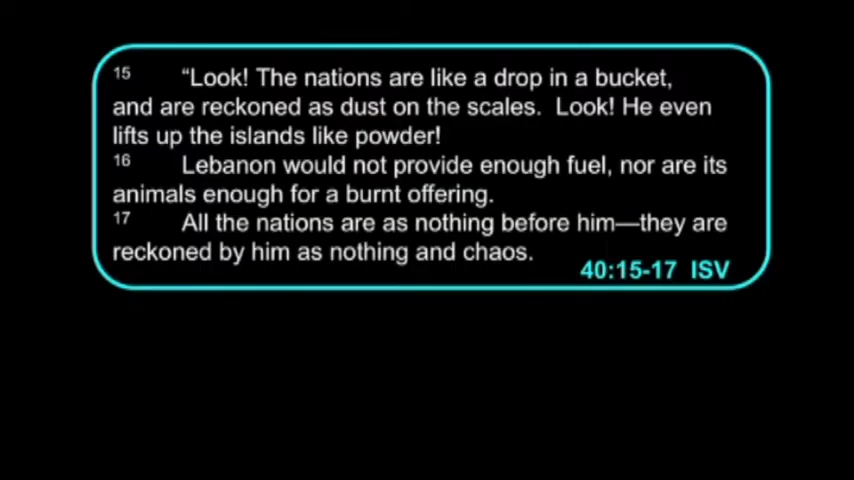 15 “Look! The nations are like a drop in a bucket,
and are reckoned as dust on the scales. Look! He even
lifts up the islands like powder!
16 Lebanon would not provide enough fuel, nor are its
animals enough for a burnt offering.
17 All the nations are as nothing before him—they are
reckoned by him as nothing and chaos.
40:15-17 ISV